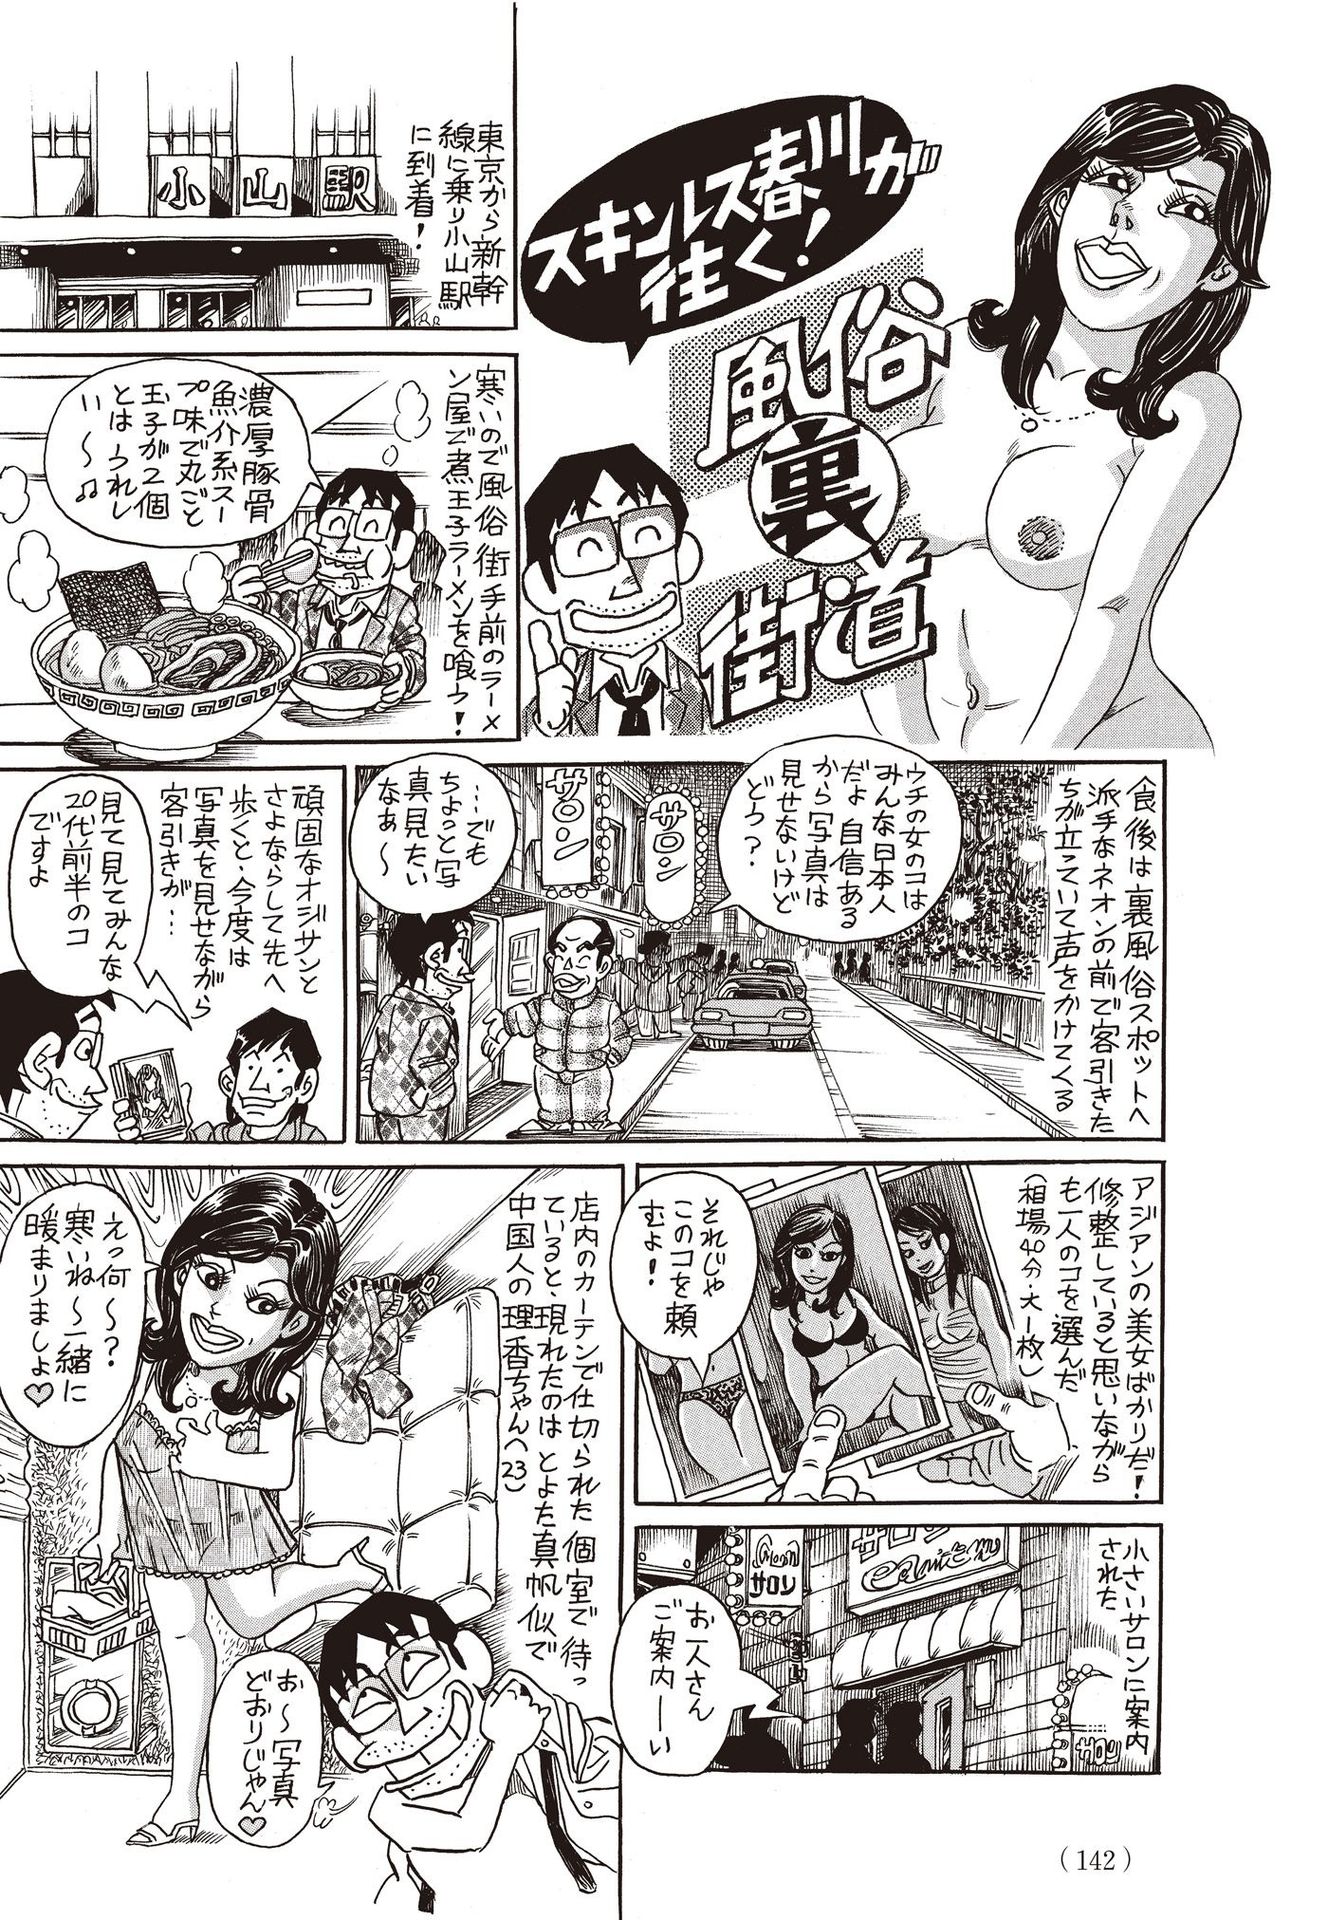 スキンレス春川が
往く!
風俗
裏
街道
東京から新幹
線に乗り小山駅
に到着!
小山駅
寒いので風俗街手前のラーメ
ン屋で煮玉子ラーメンを喰う!
濃厚豚骨
魚介系スー
プ味で丸ごと
玉子が2個
とは、うれし
い〜♫
食後は裏風俗スポットへ
派手なネオンの前で客引きた
ちが立っていて声をかけてくる
ウチの女のコは
みんな日本人
だよ 自信ある
から写真は
見せないけど
どう?
サロン
サロン
…でも
ちょっと写
真見たい
なぁ〜
頑固なオジサンと
さよならして先へ
歩くと、今度は
写真を見せながら
客引きが…
見て見てみんな
20代前半のコ
ですよ
アジアンの美女ばかりだ!
修整していると思いながら
も一人のコを選んだ
(相場40分・大1枚)
それじゃ
このコを頼
むよ!
小さいサロンに案内
された
サロン
サロン
サロン
お一人さん
ご案内ーい
店内のカーテンで仕切られた個室で待っ
ていると、現れたのはとよた真帆似で
中国人の理香ちゃん(23)
えっ何〜?
寒いね〜一緒に
暖まりましょ♡
お〜写真
どおりじゃん♡
(142)